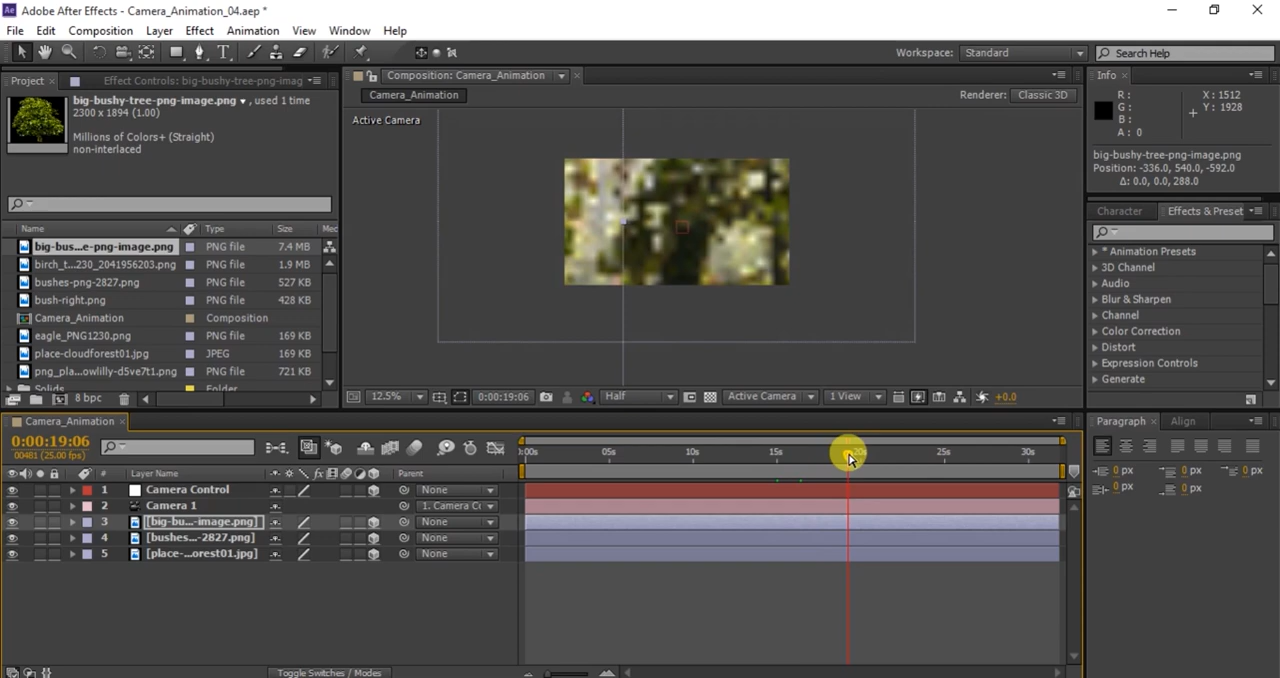 Ae Adobe After Effects - Camera_Animation_04.aep *
File Edit Composition Layer Effect Animation View Window Help
T Workspace: Standard Search Help
Project Effect Controls: big-bushy-tree-png-imag
big-bushy-tree-png-image.png , used 1 time
2300 x 1894 (1.00)
Millions of Colors+ (Straight)
non-interlaced
Composition: Camera_Animation
Camera_Animation Renderer: Classic 3D
Active Camera
Info
R :
G :
B :
A : 0
X : 1512
Y : 1928
big-bushy-tree-png-image.png
Position: -336.0, 540.0, -592.0
Δ: 0.0, 0.0, 288.0
Character Effects & Preset
* Animation Presets
3D Channel
Audio
Blur & Sharpen
Channel
Color Correction
Distort
Expression Controls
Generate
Name Type Size Med
big-bus...e-png-image.png PNG file 7.4 MB
birch_t...230_2041956203.png PNG file 1.9 MB
bushes-png-2827.png PNG file 527 KB
bush-right.png PNG file 428 KB
Camera_Animation Composition
eagle_PNG1230.png PNG file 169 KB
place-cloudforest01.jpg JPEG 169 KB
png_pla...owlilly-d5ve7t1.png PNG file 721 KB
Solids Folder
8 bpc
12.5% 0:00:19:06 Half Active Camera 1 View +0.0
Camera_Animation
0:00:19:06
00481 (25.00 fps)
:00s 05s 10s 15s 20s 25s 30s
# Layer Name fx Parent
1 Camera Control None
2 Camera 1 1. Camera Co
3 [big-bu...-image.png] None
4 [bushes...-2827.png] None
5 [place-...orest01.jpg] None
Toggle Switches / Modes
Paragraph Align
0 px 0 px 0 px
0 px 0 px